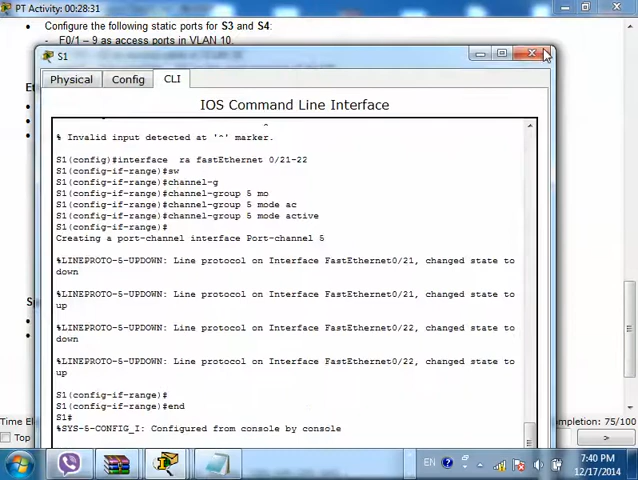 PT Activity: 00:28:31
Configure the following static ports for S3 and S4:
- F0/1 – 9 as access ports in VLAN 10.
S1
Physical Config CLI
IOS Command Line Interface
^
% Invalid input detected at '^' marker.
S1(config)#interface  ra fastEthernet 0/21-22
S1(config-if-range)#sw
S1(config-if-range)#channel-g
S1(config-if-range)#channel-group 5 mo
S1(config-if-range)#channel-group 5 mode ac
S1(config-if-range)#channel-group 5 mode active
S1(config-if-range)#
Creating a port-channel interface Port-channel 5
%LINEPROTO-5-UPDOWN: Line protocol on Interface FastEthernet0/21, changed state to
down
%LINEPROTO-5-UPDOWN: Line protocol on Interface FastEthernet0/21, changed state to
up
%LINEPROTO-5-UPDOWN: Line protocol on Interface FastEthernet0/22, changed state to
down
%LINEPROTO-5-UPDOWN: Line protocol on Interface FastEthernet0/22, changed state to
up
S1(config-if-range)#
S1(config-if-range)#end
S1#
%SYS-5-CONFIG_I: Configured from console by console
Et
Sp
Time El
ompletion: 75/100
Top
>
EN
7:40 PM
12/17/2014